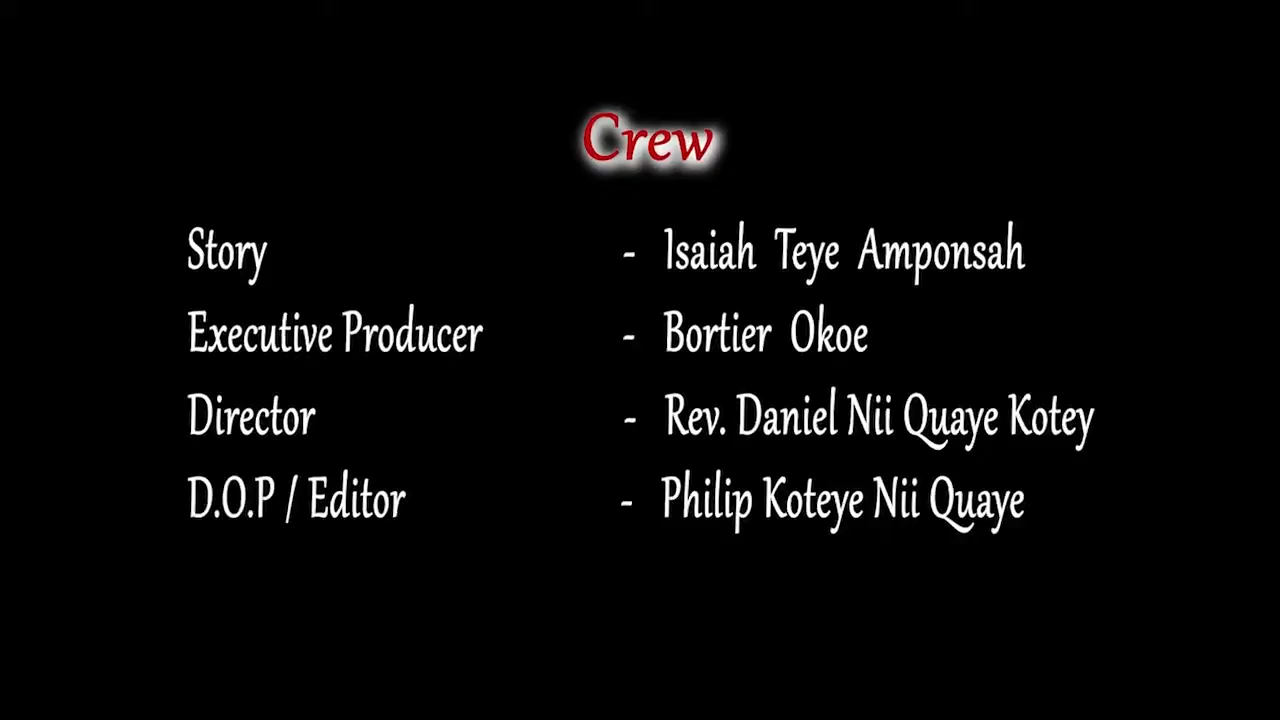 Crew
Story - Isaiah Teye Amponsah
Executive Producer - Bortier Okoe
Director - Rev. Daniel Nii Quaye Kotey
D.O.P / Editor - Philip Koteye Nii Quaye